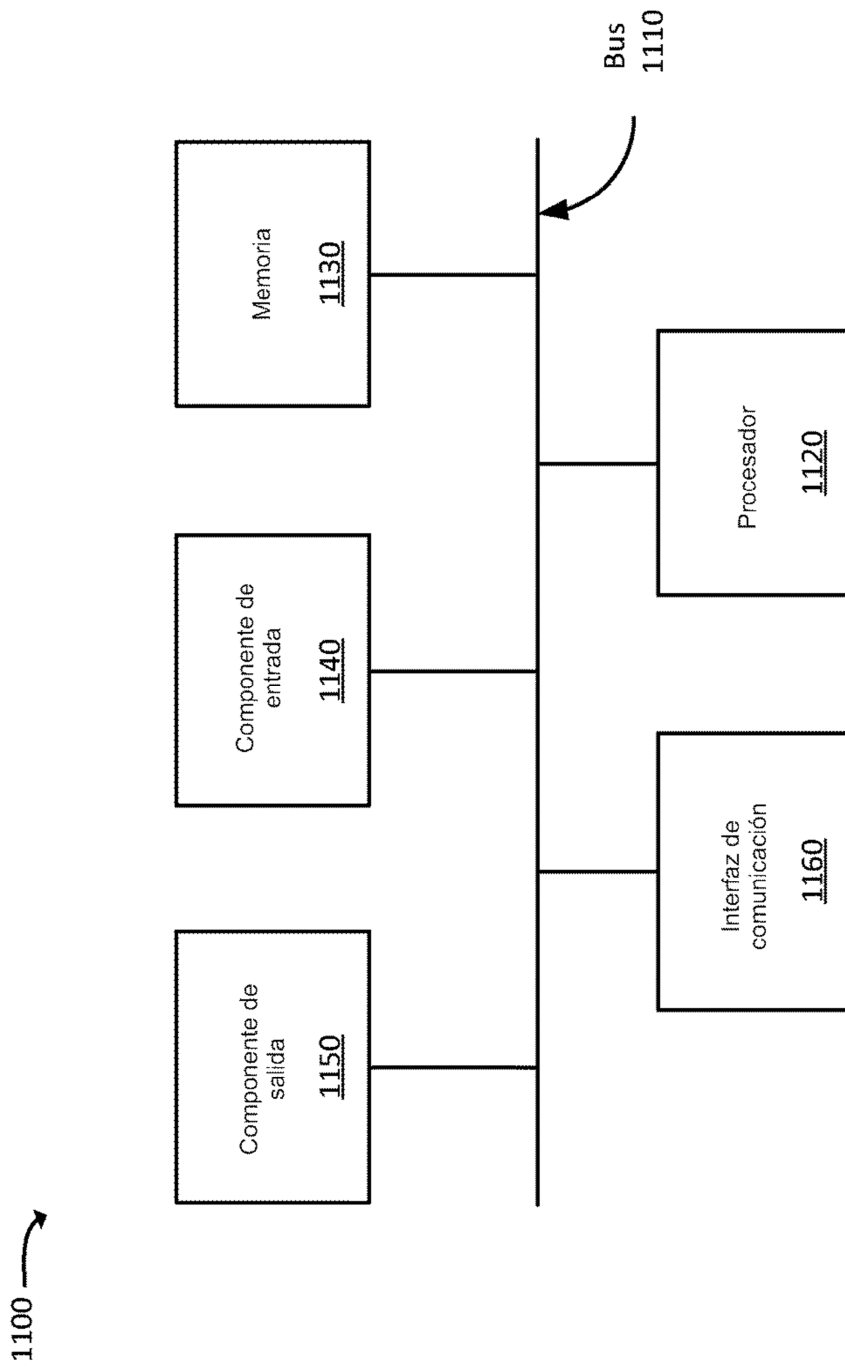 1100
Componente de
salida
1150
Componente de
entrada
1140
Memoria
1130
Bus
1110
Interfaz de
comunicación
1160
Procesador
1120